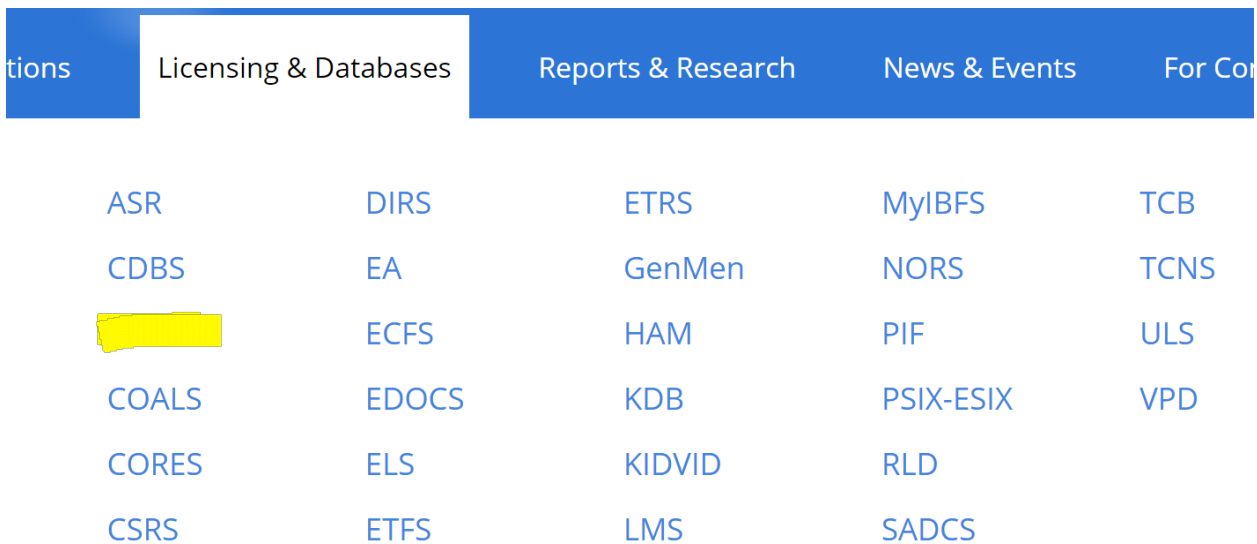 tions Licensing & Databases Reports & Research News & Events For Cor
ASR DIRS ETRS MyIBFS TCB
CDBS EA GenMen NORS TCNS
ECFS HAM PIF ULS
COALS EDOCS KDB PSIX-ESIX VPD
CORES ELS KIDVID RLD
CSRS ETFS LMS SADCS